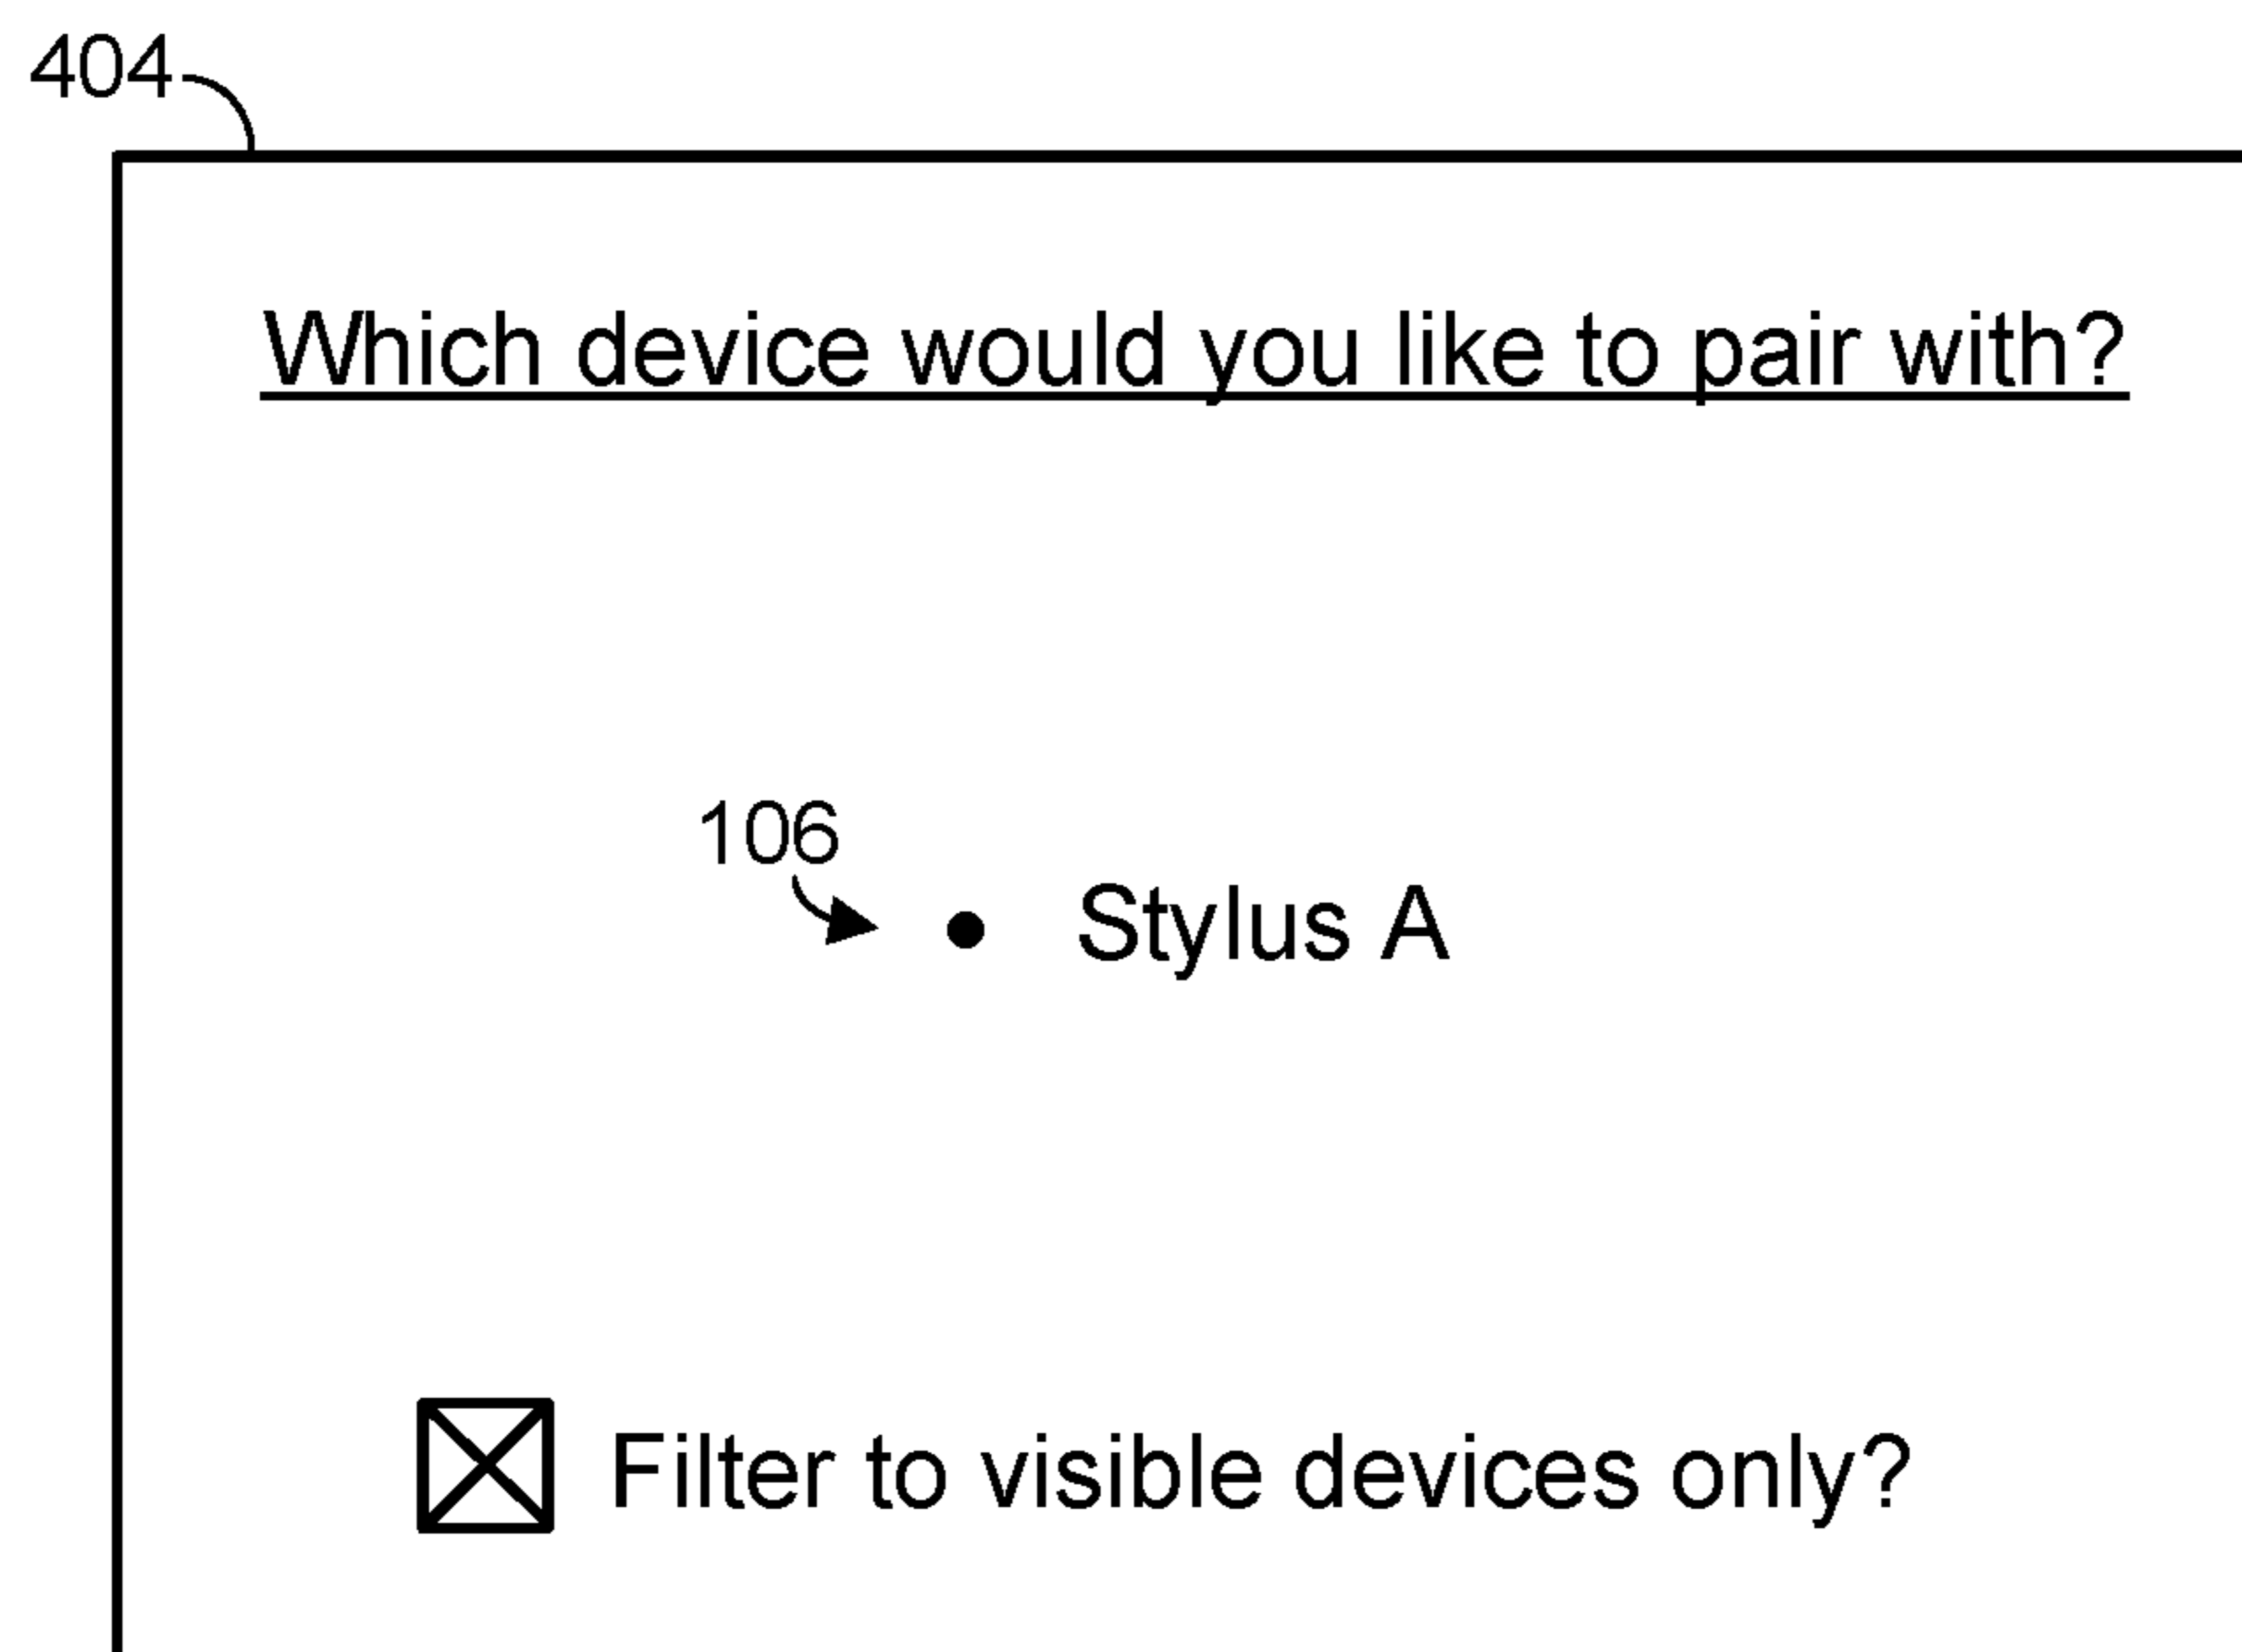 404
Which device would you like to pair with?
106
• Stylus A
Filter to visible devices only?